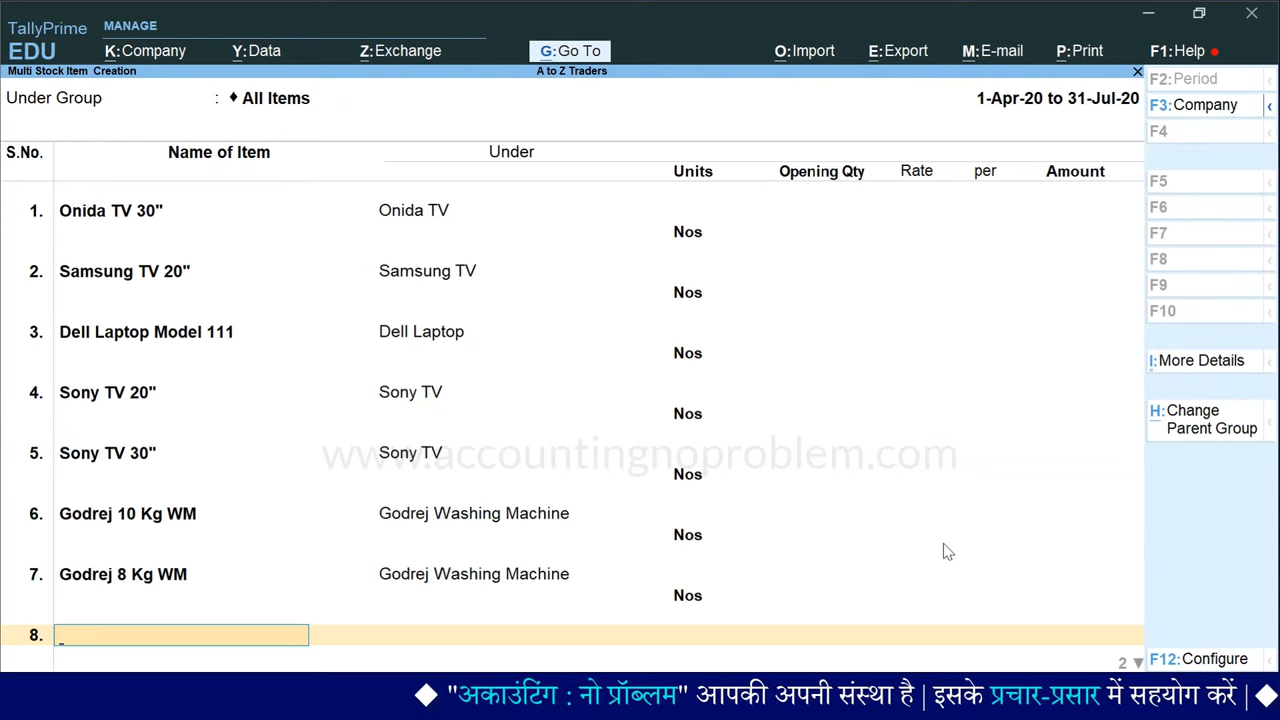 TallyPrime MANAGE
EDU K:Company Y:Data Z:Exchange G:Go To O:Import E:Export M:E-mail P:Print F1:Help
Multi Stock Item Creation A to Z Traders
Under Group : ♦ All Items 1-Apr-20 to 31-Jul-20
S.No. Name of Item Under
Units Opening Qty Rate per Amount
1. Onida TV 30" Onida TV
Nos
2. Samsung TV 20" Samsung TV
Nos
3. Dell Laptop Model 111 Dell Laptop
Nos
4. Sony TV 20" Sony TV
Nos
5. Sony TV 30" Sony TV
Nos
6. Godrej 10 Kg WM Godrej Washing Machine
Nos
7. Godrej 8 Kg WM Godrej Washing Machine
Nos
8.
2 ▼
www.accountingnoproblem.com
F2:Period
F3:Company
F4
F5
F6
F7
F8
F9
F10
I:More Details
H:Change
Parent Group
F12:Configure
◆ "अकाउंटिंग : नो प्रॉब्लम" आपकी अपनी संस्था है | इसके प्रचार-प्रसार में सहयोग करें | ◆